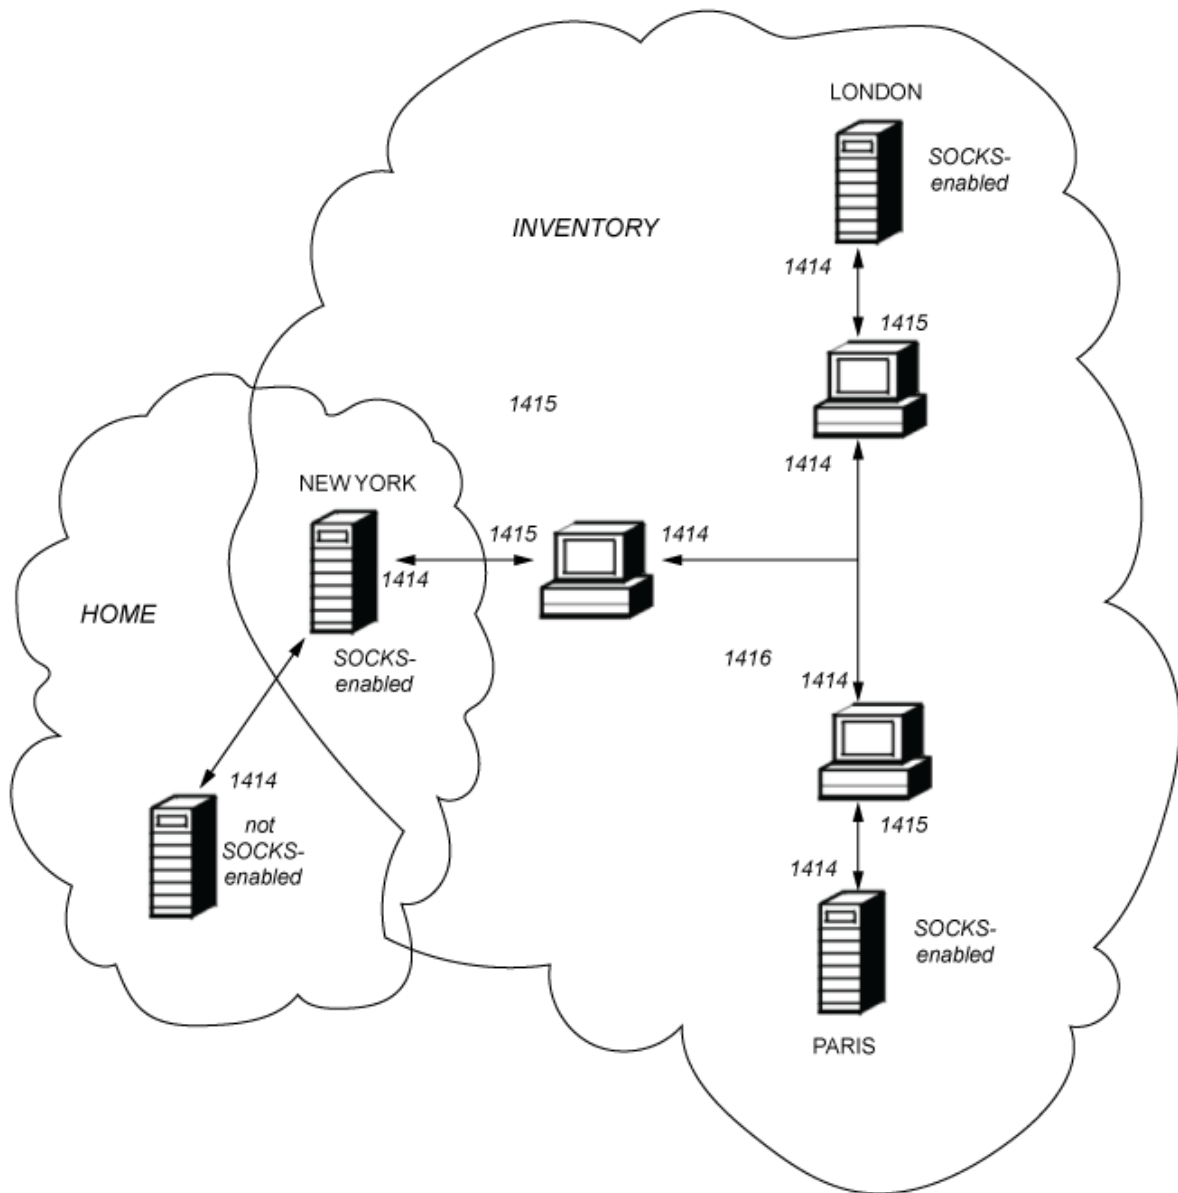 LONDON
SOCKS-
enabled
INVENTORY
1414
1415
1415
1414
NEW YORK
1415
1414
1414
HOME
SOCKS-
enabled
1416
1414
1414
not
SOCKS-
enabled
1415
1414
SOCKS-
enabled
PARIS